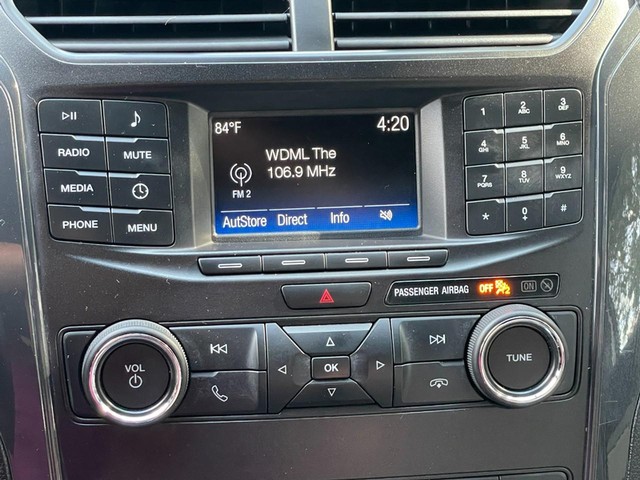 84°F 4:20
WDML The
106.9 MHz
FM 2
AutStore Direct Info
RADIO MUTE
MEDIA
PHONE MENU
1 2 ABC 3 DEF
4 GHI 5 JKL 6 MNO
7 PQRS 8 TUV 9 WXYZ
* 0 + #
PASSENGER AIRBAG OFF 2 ON
VOL
OK
TUNE